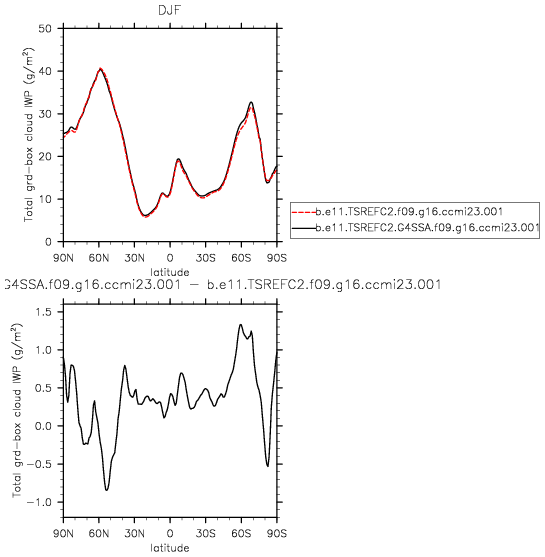 DJF
Total grd-box cloud IWP (g/m²)
50
40
30
20
10
0
90N 60N 30N 0 30S 60S 90S
latitude
b.e11.TSREFC2.f09.g16.ccmi23.001
b.e11.TSREFC2.G4SSA.f09.g16.ccmi23.001
G4SSA.f09.g16.ccmi23.001 − b.e11.TSREFC2.f09.g16.ccmi23.001
Total grd-box cloud IWP (g/m²)
1.5
1.0
0.5
0.0
−0.5
−1.0
90N 60N 30N 0 30S 60S 90S
latitude